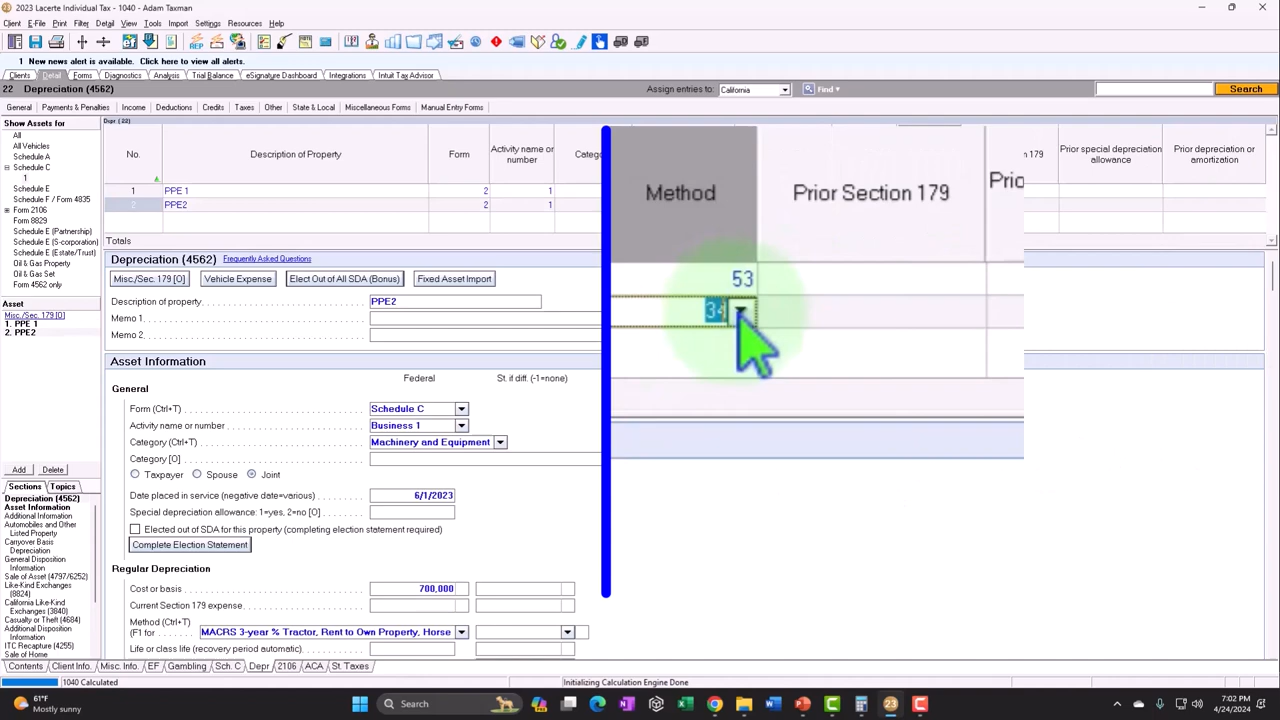 2023 Lacerte Individual Tax - 1040 - Adam Taxman
Client E-File Print Filter Detail View Tools Import Settings Resources Help
1 New news alert is available. Click here to view all alerts.
Clients Detail Forms Diagnostics Analysis Trial Balance eSignature Dashboard Integrations Intuit Tax Advisor
22 Depreciation (4562) Assign entries to: California Find Search
General Payments & Penalties Income Deductions Credits Taxes Other State & Local Miscellaneous Forms Manual Entry Forms
Show Assets for
All
All Vehicles
Schedule A
Schedule C
1
Schedule E
Schedule F / Form 4835
Form 2106
Form 8829
Schedule E (Partnership)
Schedule E (S-corporation)
Schedule E (Estate/Trust)
Oil & Gas Property
Oil & Gas Set
Form 4562 only
Asset
Misc./Sec. 179 [O]
1. PPE 1
2. PPE2
Add Delete
Sections Topics
Depreciation (4562)
Asset Information
Additional Information
Automobiles and Other
Listed Property
Carryover Basis
Depreciation
General Disposition
Information
Sale of Asset (4797/6252)
Like-Kind Exchanges
(8824)
California Like-Kind
Exchanges (3840)
Casualty or Theft (4684)
Additional Disposition
Information
ITC Recapture (4255)
Sale of Home
Depr (22)
No. Description of Property Form Activity name or number Catego
1 PPE 1 2 1
2 PPE2 2 1
Totals
Method Prior Section 179 Prio
53
34
n 179 Prior special depreciation allowance Prior depreciation or amortization
Depreciation (4562) Frequently Asked Questions
Misc./Sec. 179 [O] Vehicle Expense Elect Out of All SDA (Bonus) Fixed Asset Import
Description of property PPE2
Memo 1
Memo 2
Asset Information
Federal St. if diff. (-1=none)
General
Form (Ctrl+T) Schedule C
Activity name or number Business 1
Category (Ctrl+T) Machinery and Equipment
Category [O]
Taxpayer Spouse Joint
Date placed in service (negative date=various) 6/1/2023
Special depreciation allowance: 1=yes, 2=no [O]
Elected out of SDA for this property (completing election statement required)
Complete Election Statement
Regular Depreciation
Cost or basis 700,000
Current Section 179 expense
Method (Ctrl+T)
(F1 for MACRS 3-year % Tractor, Rent to Own Property, Horse
Life or class life (recovery period automatic)
Contents Client Info. Misc. Info. EF Gambling Sch. C Depr 2106 ACA St. Taxes
1040 Calculated Initializing Calculation Engine Done
61°F
Mostly sunny
Search
7:02 PM
4/24/2024